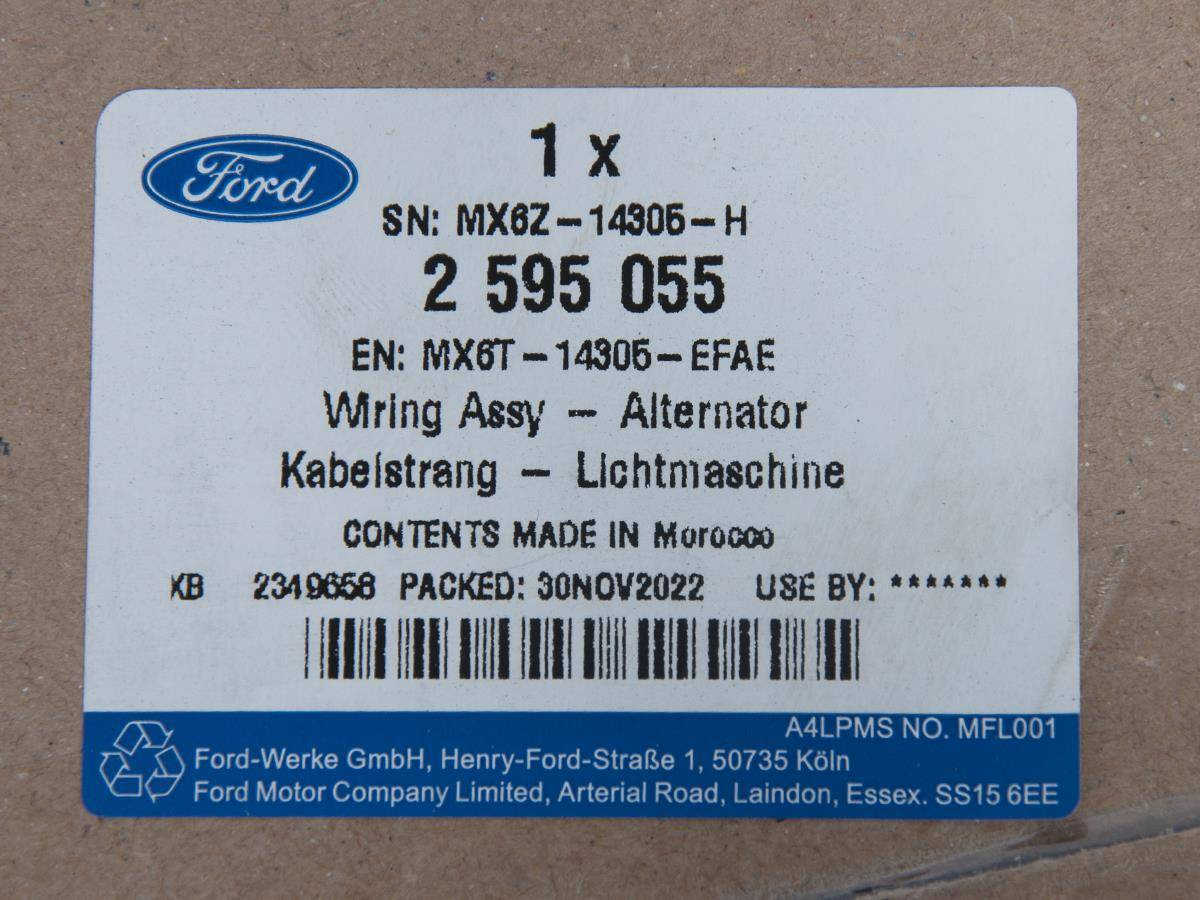 Ford
1 x
SN: MX6Z-14305-H
2 595 055
EN: MX6T-14305-EFAE
Wiring Assy - Alternator
Kabelstrang - Lichtmaschine
CONTENTS MADE IN Morocco
KB 2349658 PACKED: 30NOV2022 USE BY: *******
A4LPMS NO. MFL001
Ford-Werke GmbH, Henry-Ford-Straße 1, 50735 Köln
Ford Motor Company Limited, Arterial Road, Laindon, Essex. SS15 6EE